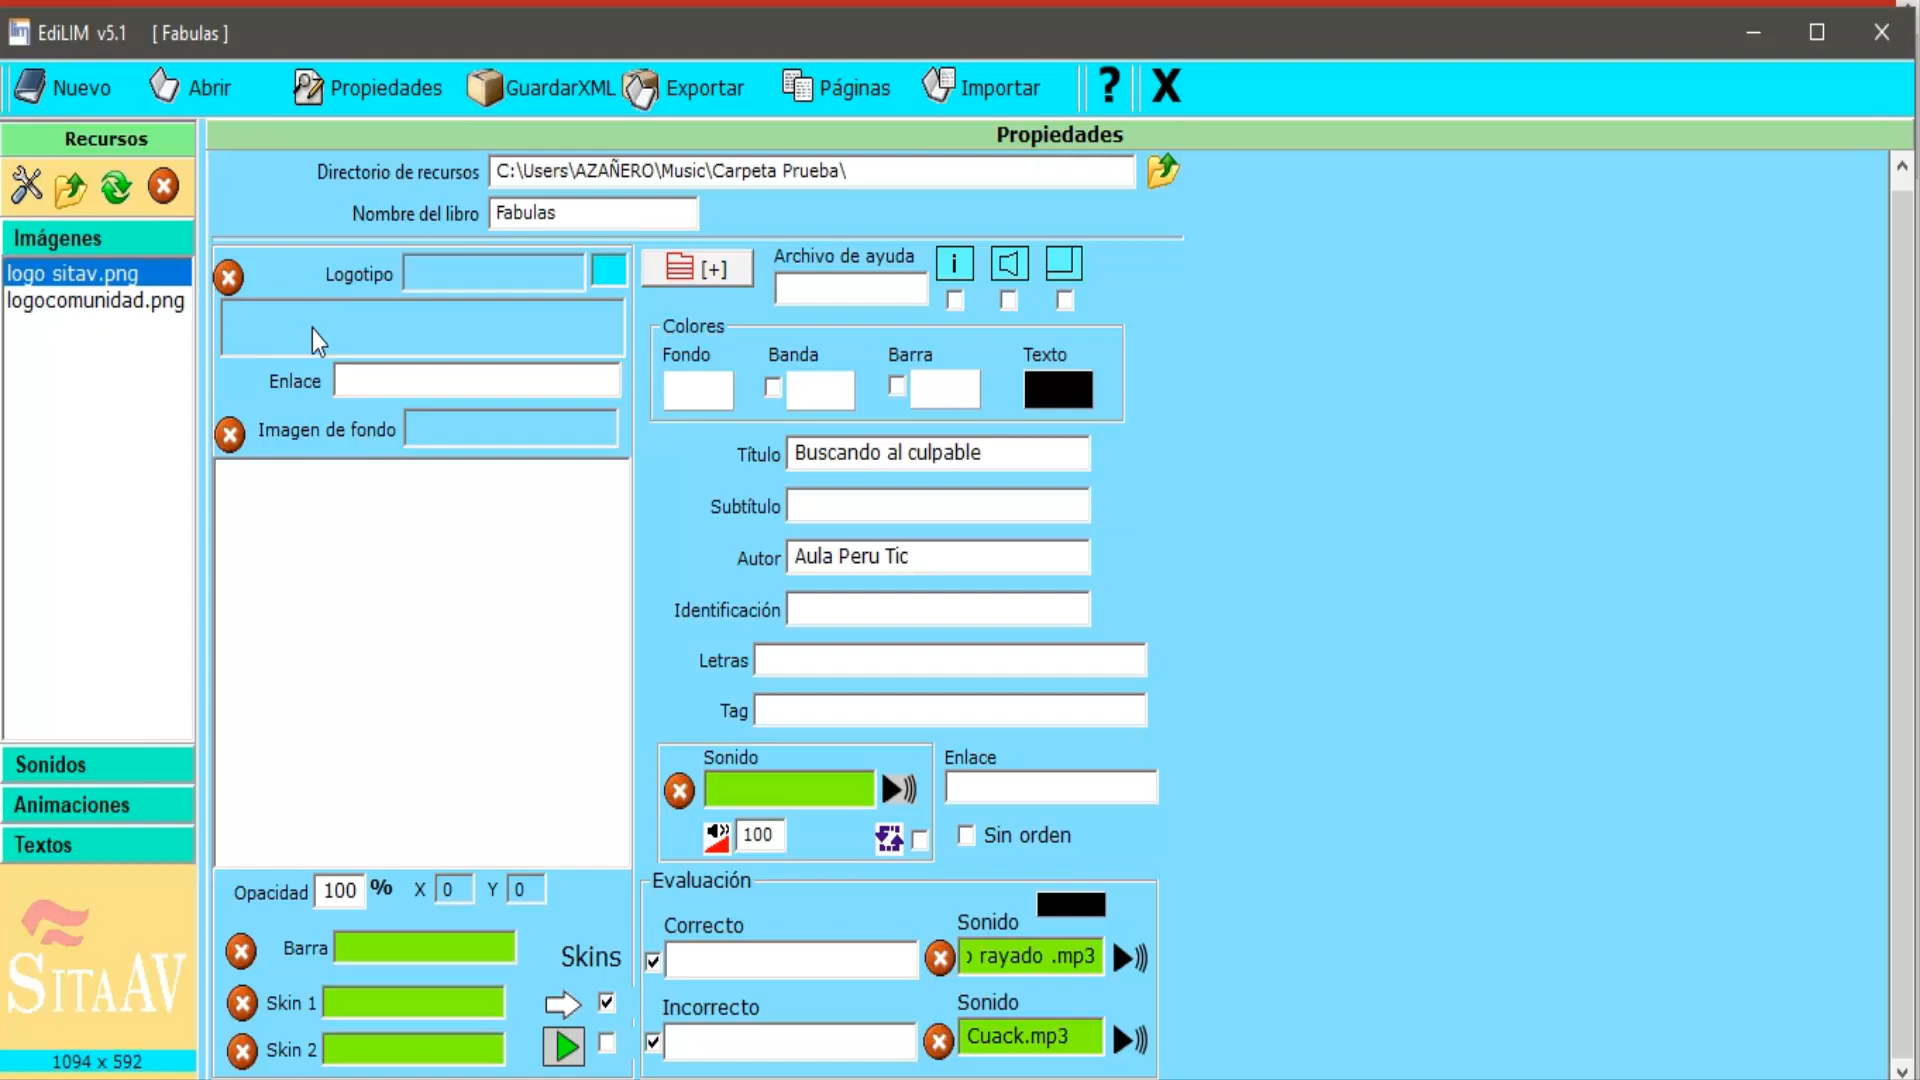 EdiLIM v5.1 [ Fabulas ]
Nuevo Abrir Propiedades GuardarXML Exportar Páginas Importar ? X
Recursos
Propiedades
Directorio de recursos C:\Users\AZAÑERO\Music\Carpeta Prueba\
Nombre del libro Fabulas
Imágenes
logo sitav.png
logocomunidad.png
Sonidos
Animaciones
Textos
SITAAV
1094 x 592
Logotipo
Enlace
Imagen de fondo
Opacidad 100 % X 0 Y 0
Barra
Skins
Skin 1
Skin 2
[+]
Archivo de ayuda
i
Colores
Fondo Banda Barra Texto
Título Buscando al culpable
Subtítulo
Autor Aula Peru Tic
Identificación
Letras
Tag
Sonido
Enlace
100
Sin orden
Evaluación
Correcto
Sonido
rayado .mp3
Incorrecto
Sonido
Cuack.mp3